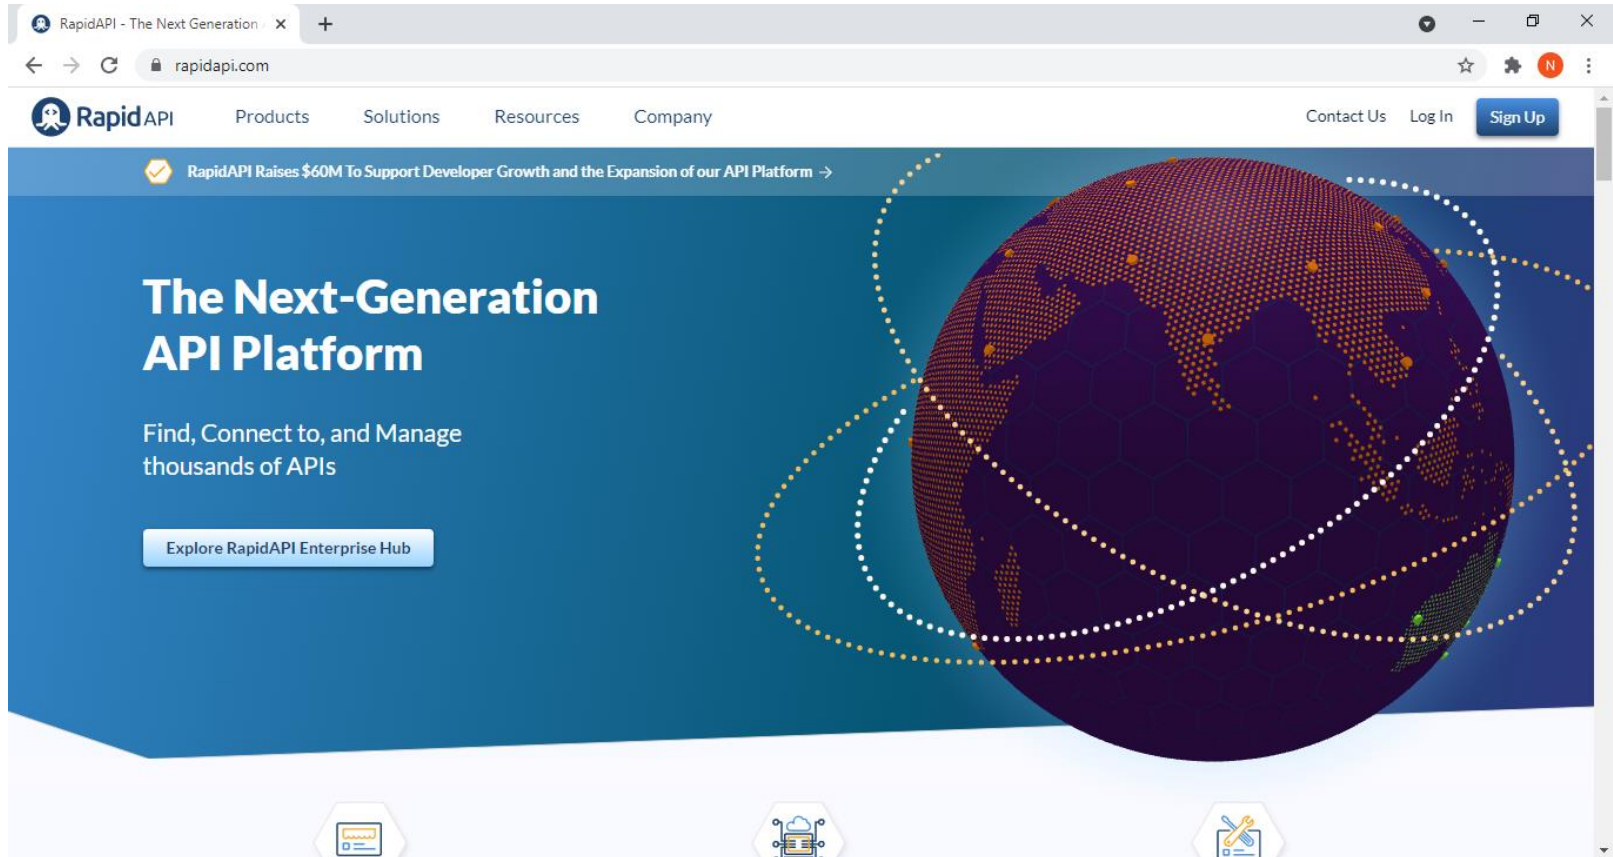 RapidAPI - The Next Generation
rapidapi.com
N
RapidAPI
Products
Solutions
Resources
Company
Contact Us
Log In
Sign Up
RapidAPI Raises $60M To Support Developer Growth and the Expansion of our API Platform →
The Next-Generation
API Platform
Find, Connect to, and Manage
thousands of APIs
Explore RapidAPI Enterprise Hub